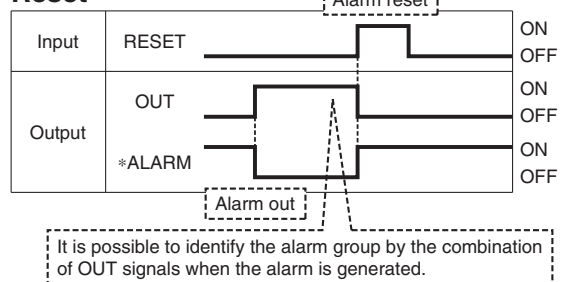 Reset
Alarm reset
Input RESET ON
OFF
Output OUT ON
OFF
*ALARM ON
OFF
Alarm out
It is possible to identify the alarm group by the combination
of OUT signals when the alarm is generated.